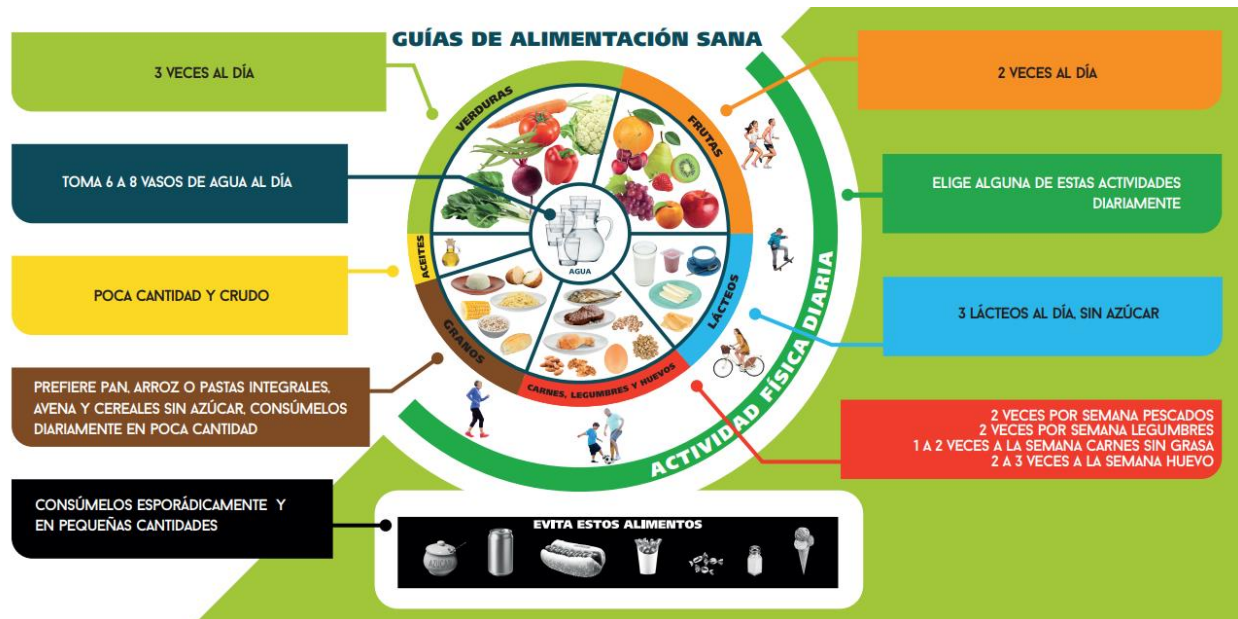 GUÍAS DE ALIMENTACIÓN SANA
3 VECES AL DÍA
TOMA 6 A 8 VASOS DE AGUA AL DÍA
POCA CANTIDAD Y CRUDO
PREFIERE PAN, ARROZ O PASTAS INTEGRALES,
AVENA Y CEREALES SIN AZÚCAR, CONSÚMELOS
DIARIAMENTE EN POCA CANTIDAD
CONSÚMELOS ESPORÁDICAMENTE Y
EN PEQUEÑAS CANTIDADES
VERDURAS
FRUTAS
ACEITES
AGUA
LÁCTEOS
GRANOS
CARNES, LEGUMBRES Y HUEVOS
ACTIVIDAD FÍSICA DIARIA
2 VECES AL DÍA
ELIGE ALGUNA DE ESTAS ACTIVIDADES
DIARIAMENTE
3 LÁCTEOS AL DÍA, SIN AZÚCAR
2 VECES POR SEMANA PESCADOS
2 VECES POR SEMANA LEGUMBRES
1 A 2 VECES A LA SEMANA CARNES SIN GRASA
2 A 3 VECES A LA SEMANA HUEVO
EVITA ESTOS ALIMENTOS